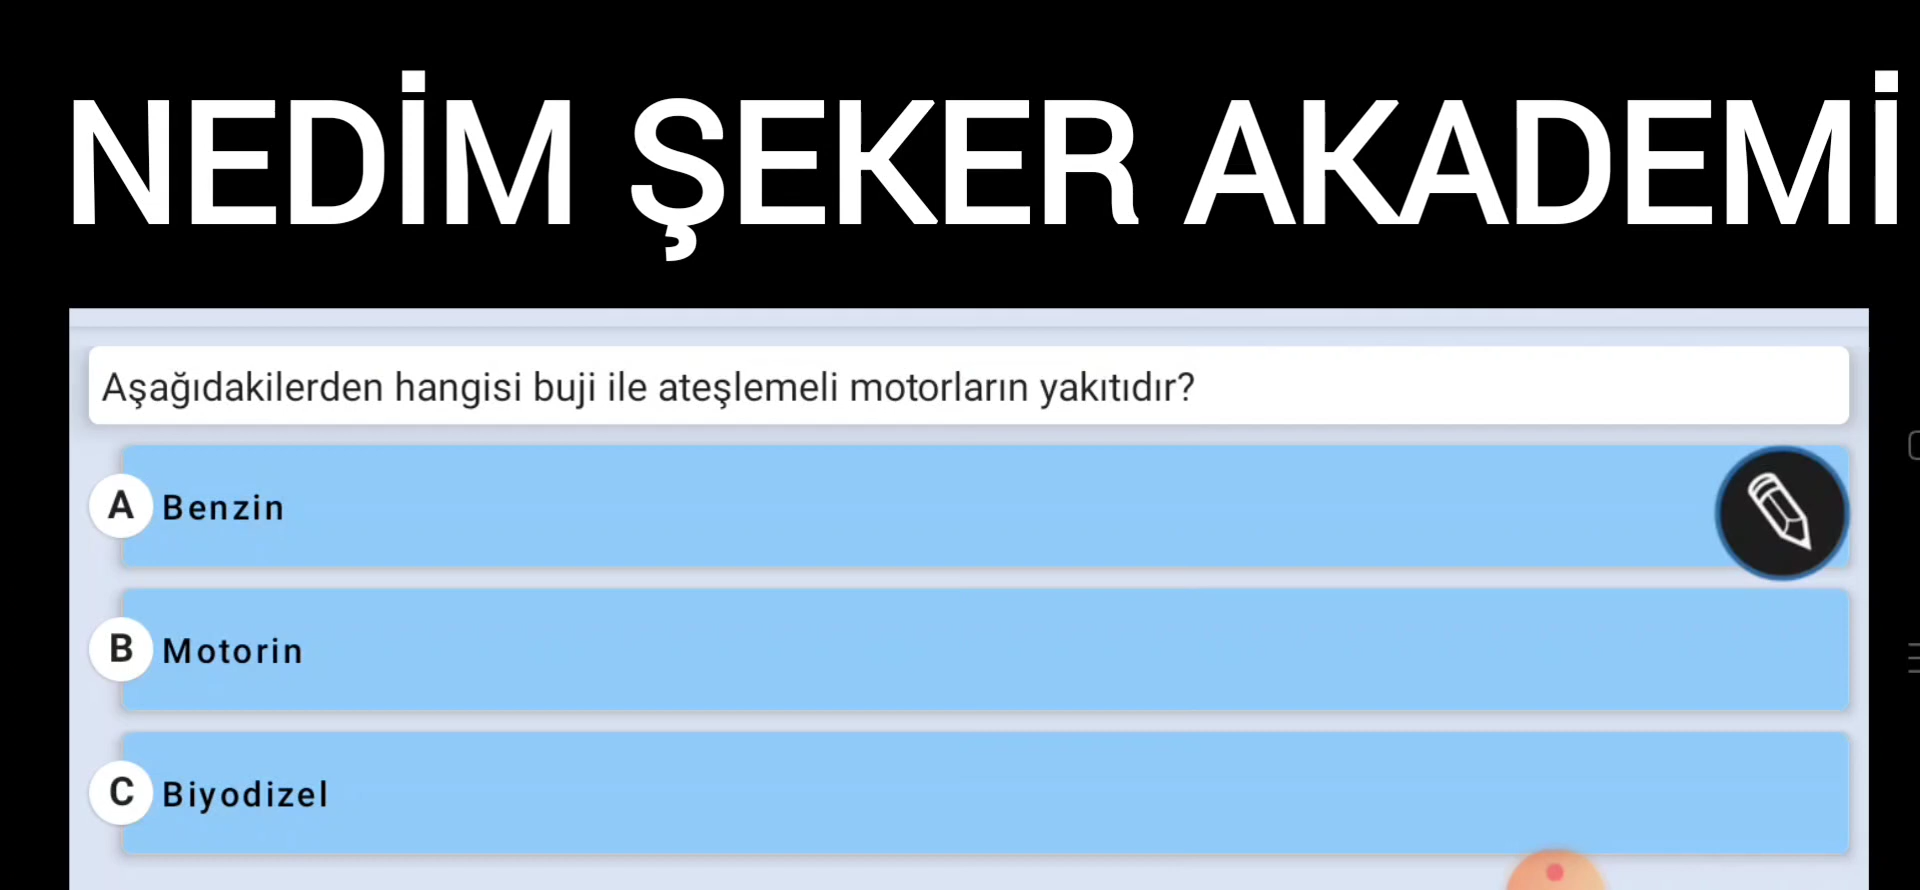 NEDİM ŞEKER AKADEMİ
Aşağıdakilerden hangisi buji ile ateşlemeli motorların yakıtıdır?
A Benzin
B Motorin
C Biyodizel